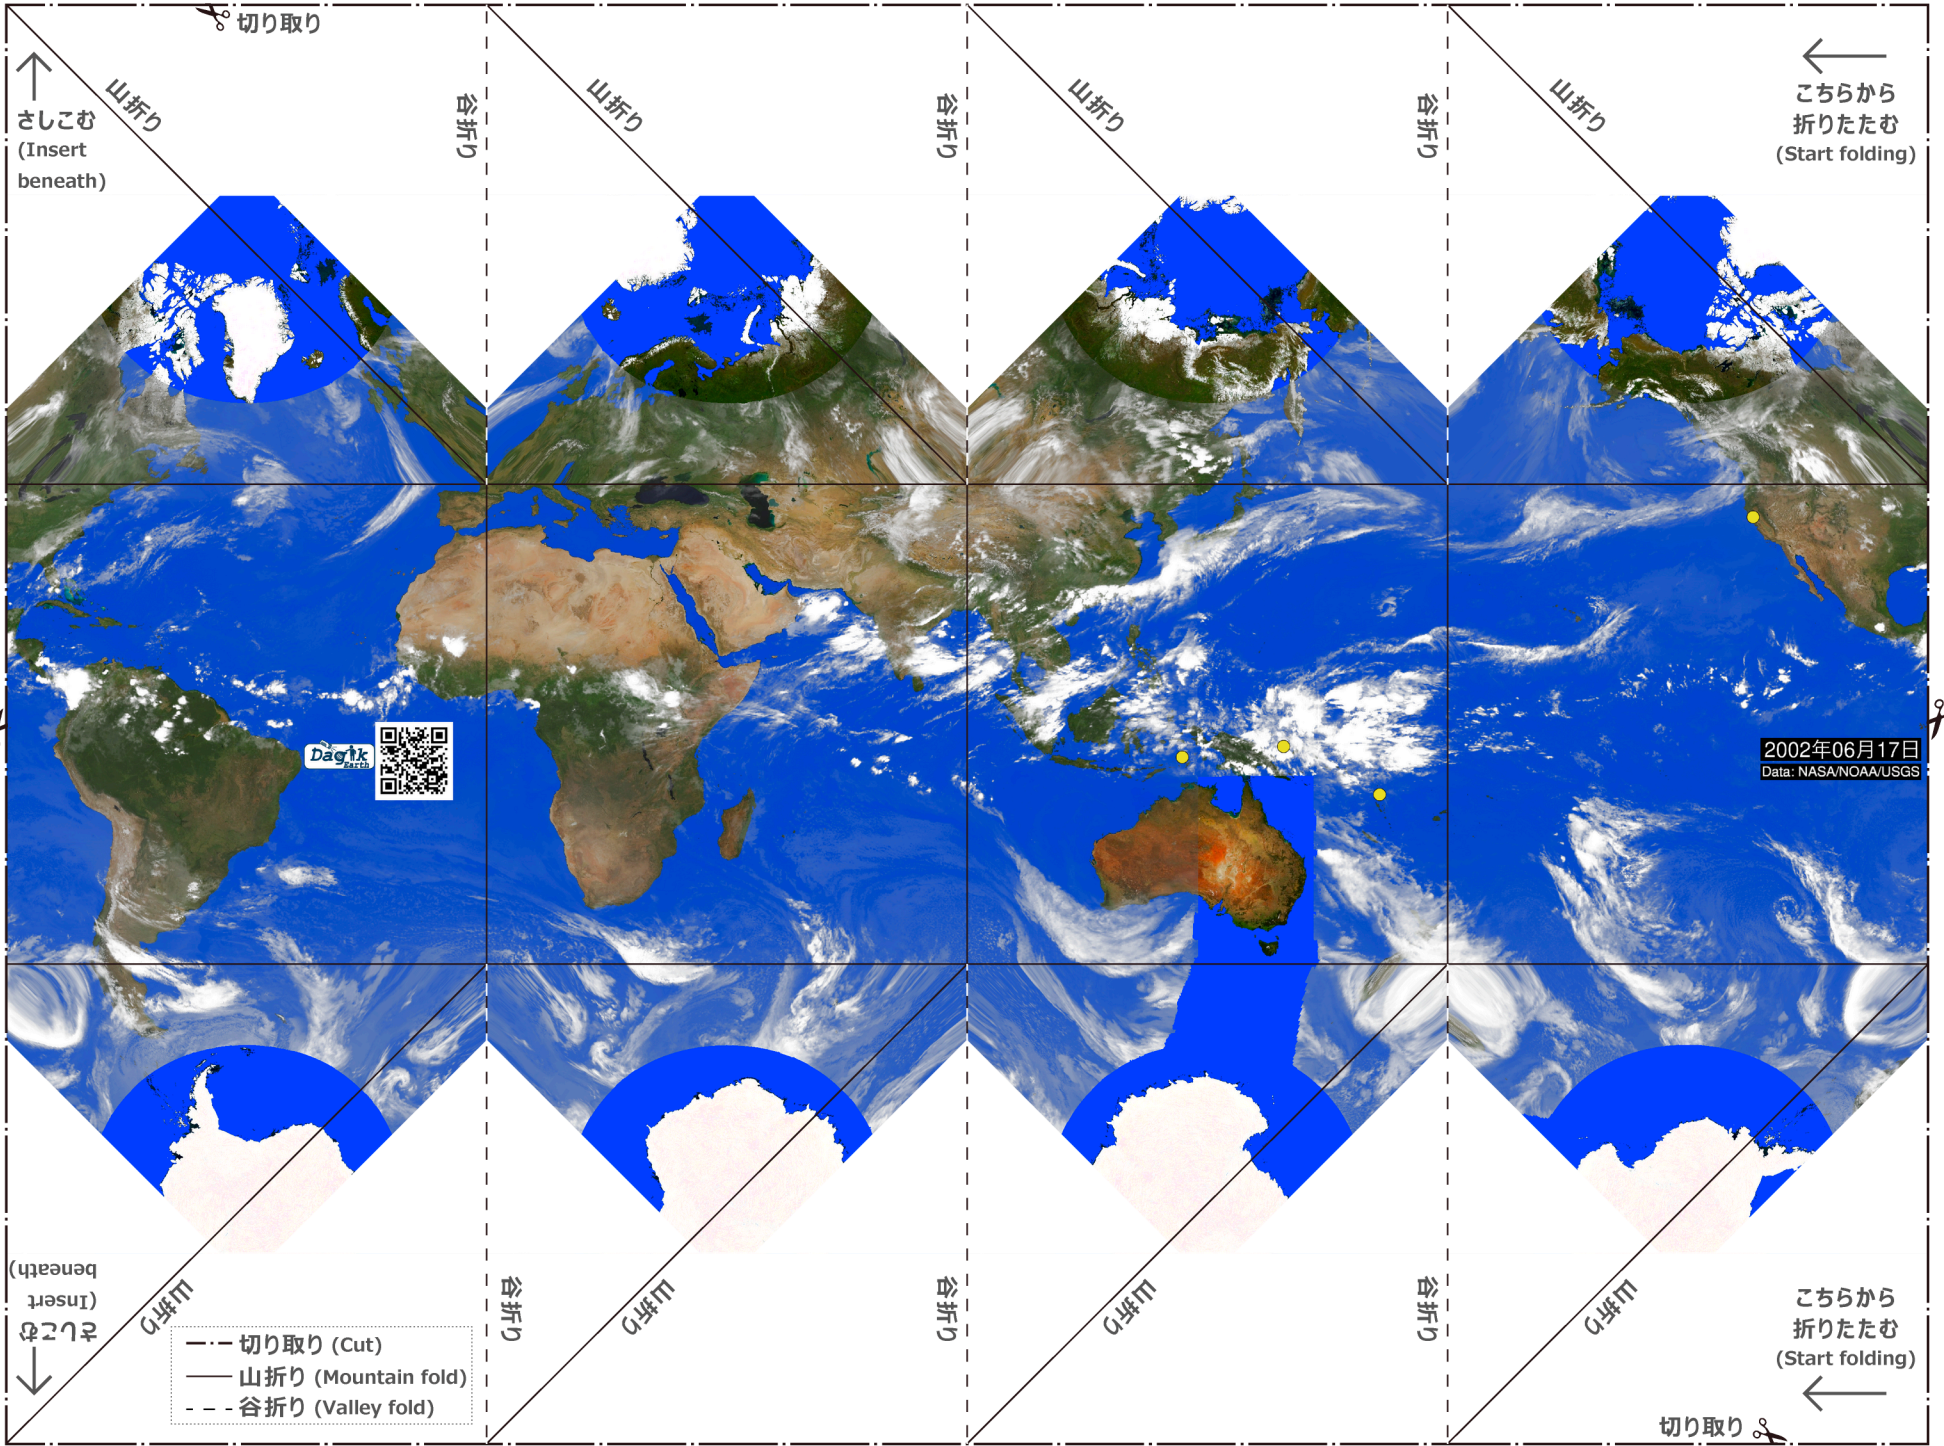 切り取り
山折り
谷折り
山折り
谷折り
山折り
谷折り
山折り
さしこむ
(Insert
beneath)
こちらから
折りたたむ
(Start folding)
Dagik
Earth
2002年06月17日
Data: NASA/NOAA/USGS
さしこむ
(Insert
beneath)
山折り
谷折り
山折り
谷折り
山折り
谷折り
山折り
こちらから
折りたたむ
(Start folding)
切り取り (Cut)
山折り (Mountain fold)
谷折り (Valley fold)
切り取り